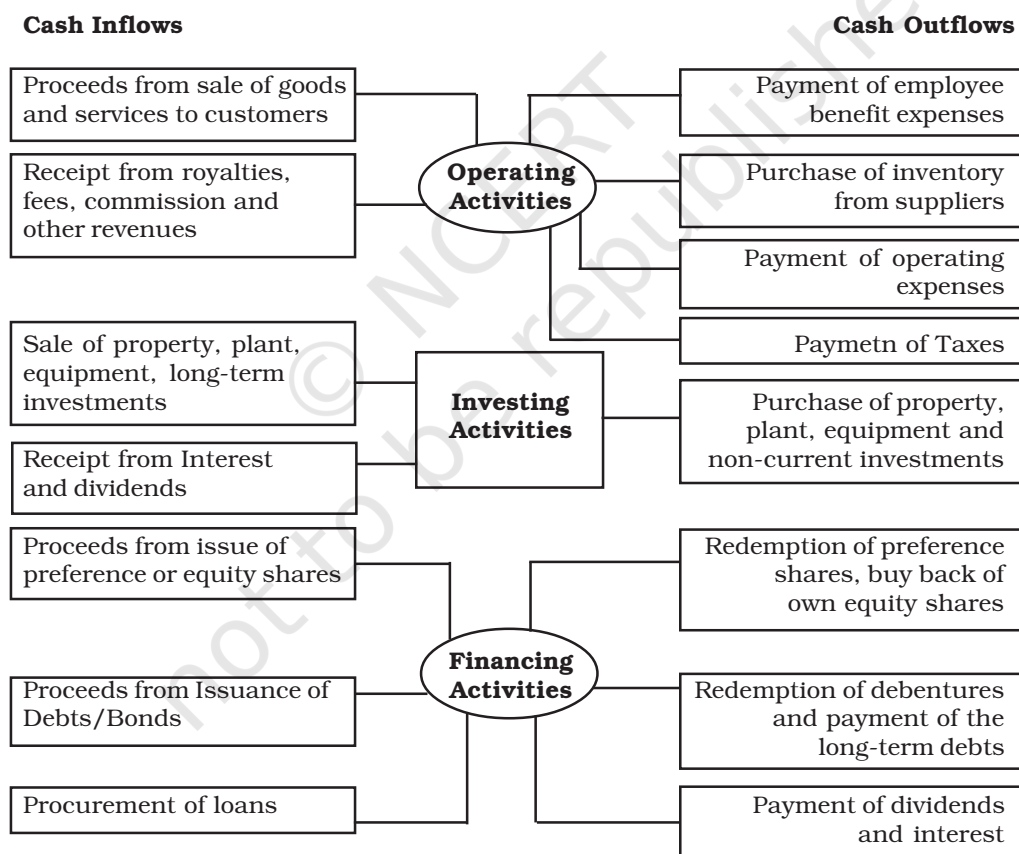 Cash Inflows
Cash Outflows
Proceeds from sale of goods
and services to customers
Receipt from royalties,
fees, commission and
other revenues
Operating
Activities
Payment of employee
benefit expenses
Purchase of inventory
from suppliers
Payment of operating
expenses
Paymetn of Taxes
Sale of property, plant,
equipment, long-term
investments
Receipt from Interest
and dividends
Investing
Activities
Purchase of property,
plant, equipment and
non-current investments
Proceeds from issue of
preference or equity shares
Proceeds from Issuance of
Debts/Bonds
Procurement of loans
Financing
Activities
Redemption of preference
shares, buy back of
own equity shares
Redemption of debentures
and payment of the
long-term debts
Payment of dividends
and interest
© NCERT
not to be republishe